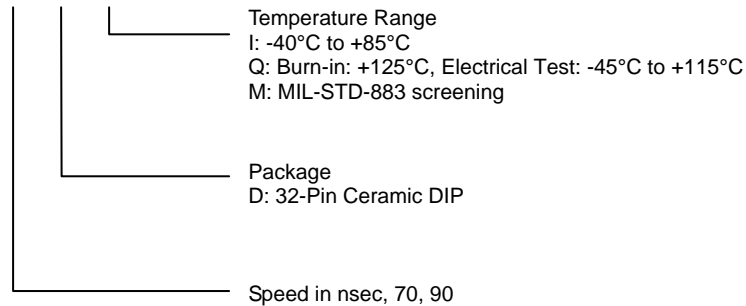 Temperature Range
I: -40°C to +85°C
Q: Burn-in: +125°C, Electrical Test: -45°C to +115°C
M: MIL-STD-883 screening
Package
D: 32-Pin Ceramic DIP
Speed in nsec, 70, 90